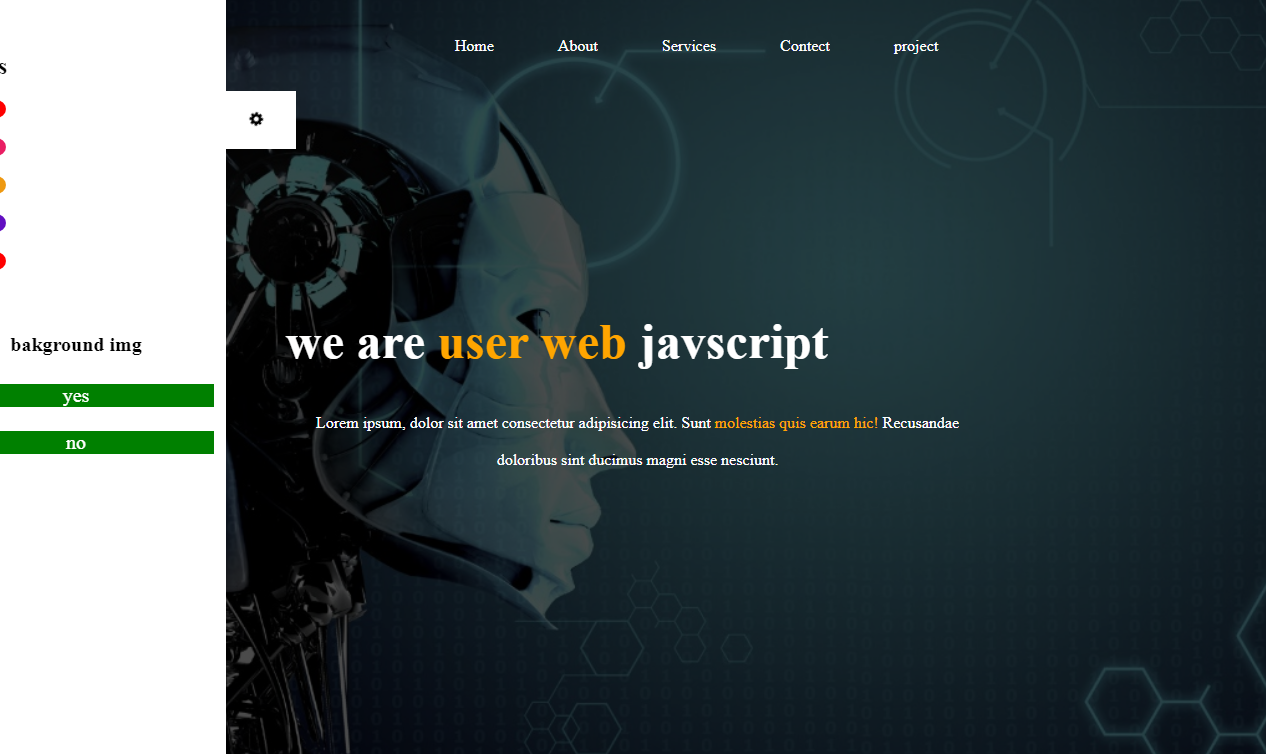 Home About Services Contect project
s
we are user web javscript
bakground img
yes
no
Lorem ipsum, dolor sit amet consectetur adipisicing elit. Sunt molestias quis earum hic! Recusandae
doloribus sint ducimus magni esse nesciunt.